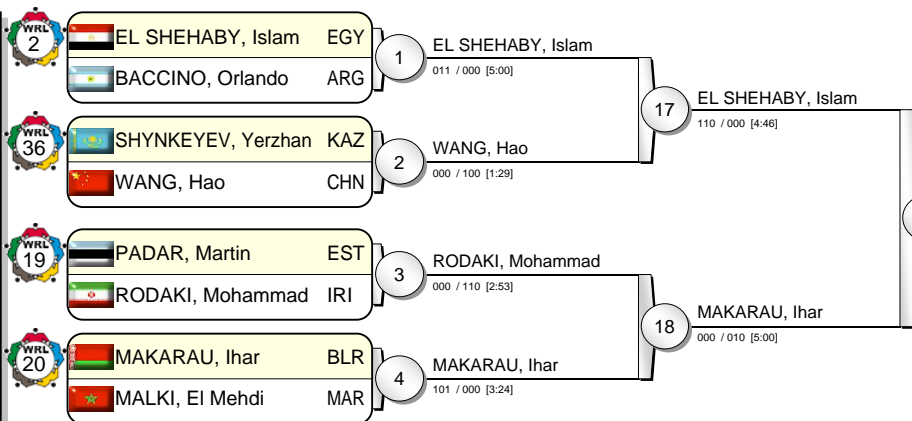 WRL
2
EL SHEHABY, Islam EGY
BACCINO, Orlando ARG
1
EL SHEHABY, Islam
011 / 000 [5:00]
WRL
36
SHYNKEYEV, Yerzhan KAZ
WANG, Hao CHN
2
WANG, Hao
000 / 100 [1:29]
17
EL SHEHABY, Islam
110 / 000 [4:46]
WRL
19
PADAR, Martin EST
RODAKI, Mohammad IRI
3
RODAKI, Mohammad
000 / 110 [2:53]
WRL
20
MAKARAU, Ihar BLR
MALKI, El Mehdi MAR
4
MAKARAU, Ihar
101 / 000 [3:24]
18
MAKARAU, Ihar
000 / 010 [5:00]